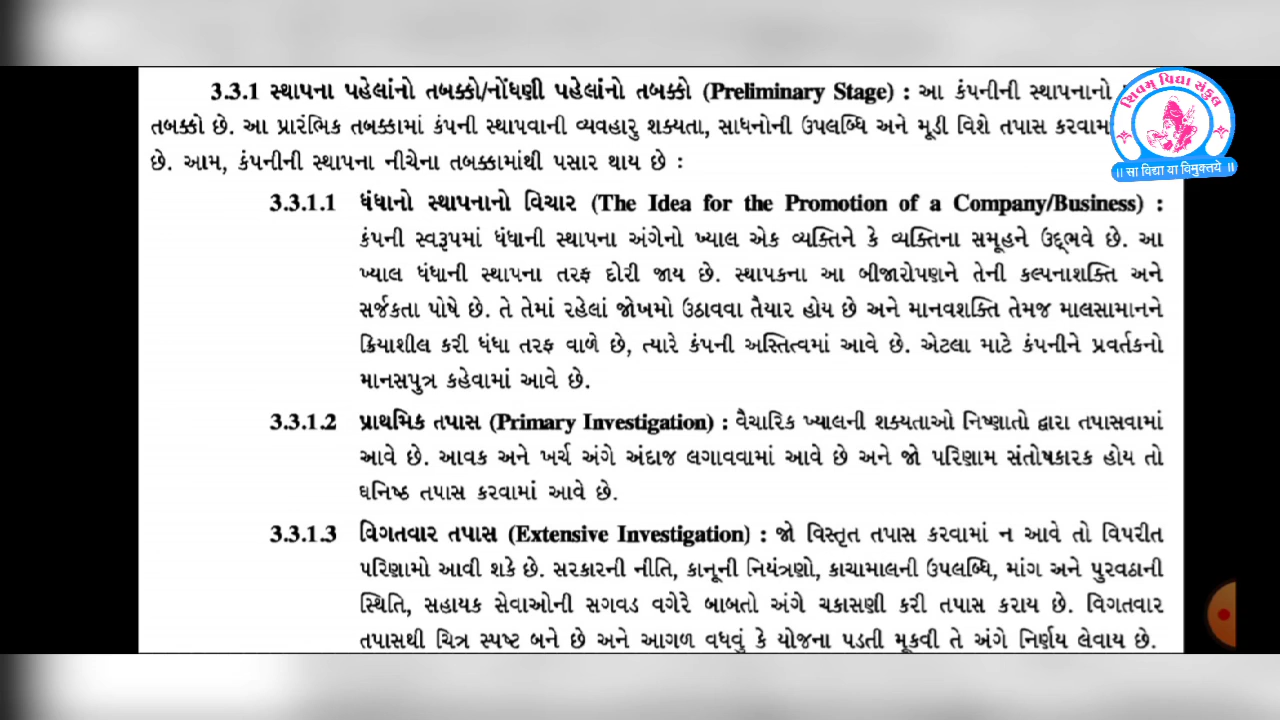 3.3.1 સ્થાપના પહેલાંનો તબક્કો/નોંધણી પહેલાંનો તબક્કો (Preliminary Stage) : આ કંપનીની સ્થાપનાનો
તબક્કો છે. આ પ્રારંભિક તબક્કામાં કંપની સ્થાપવાની વ્યવહારુ શક્યતા, સાધનોની ઉપલબ્ધિ અને મૂડી વિશે તપાસ
છે. આમ, કંપનીની સ્થાપના નીચેના તબક્કામાંથી પસાર થાય છે :
3.3.1.1 ધંધાનો સ્થાપનાનો વિચાર (The Idea for the Promotion of a Company/Business) :
કંપની સ્વરૂપમાં ધંધાની સ્થાપના અંગેનો ખ્યાલ એક વ્યક્તિને કે વ્યક્તિના સમૂહને ઉદ્ભવે છે. આ
ખ્યાલ ધંધાની સ્થાપના તરફ દોરી જાય છે. સ્થાપકના આ બીજારોપણને તેની કલ્પનાશક્તિ અને
સર્જકતા પોષે છે. તે તેમાં રહેલાં જોખમો ઉઠાવવા તૈયાર હોય છે અને માનવશક્તિ તેમજ માલસામાનને
ક્રિયાશીલ કરી ધંધા તરફ વાળે છે, ત્યારે કંપની અસ્તિત્વમાં આવે છે. એટલા માટે કંપનીને પ્રવર્તકનો
માનસપુત્ર કહેવામાં આવે છે.
3.3.1.2 પ્રાથમિક તપાસ (Primary Investigation) : વૈચારિક ખ્યાલની શક્યતાઓ નિષ્ણાતો દ્વારા તપાસવામાં
આવે છે. આવક અને ખર્ચ અંગે અંદાજ લગાવવામાં આવે છે અને જો પરિણામ સંતોષકારક હોય તો
ઘનિષ્ઠ તપાસ કરવામાં આવે છે.
3.3.1.3 વિગતવાર તપાસ (Extensive Investigation) : જો વિસ્તૃત તપાસ કરવામાં ન આવે તો વિપરીત
પરિણામો આવી શકે છે. સરકારની નીતિ, કાનૂની નિયંત્રણો, કાચામાલની ઉપલબ્ધિ, માંગ અને પુરવઠાની
સ્થિતિ, સહાયક સેવાઓની સગવડ વગેરે બાબતો અંગે ચકાસણી કરી તપાસ કરાય છે. વિગતવાર
તપાસથી ચિત્ર સ્પષ્ટ બને છે અને આગળ વધવું કે યોજના પડતી મૂકવી તે અંગે નિર્ણય લેવાય છે.
શિવમ્ વિદ્યા સંકુલ
॥ સા વિદ્યા યા વિમુક્તયે ॥